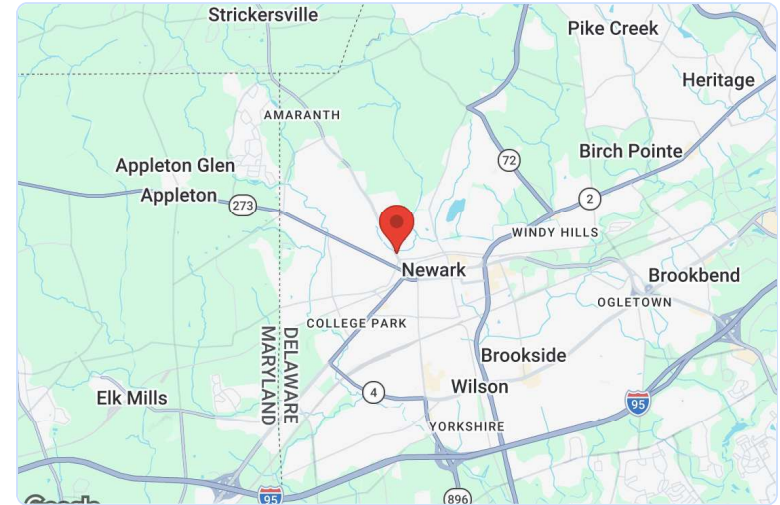 Strickersville
Pike Creek
Heritage
AMARANTH
72
Birch Pointe
Appleton Glen
Appleton
273
2
WINDY HILLS
Newark
Brookbend
OGLETOWN
COLLEGE PARK
DELAWARE
MARYLAND
Brookside
Wilson
4
Elk Mills
95
YORKSHIRE
95
896
Google